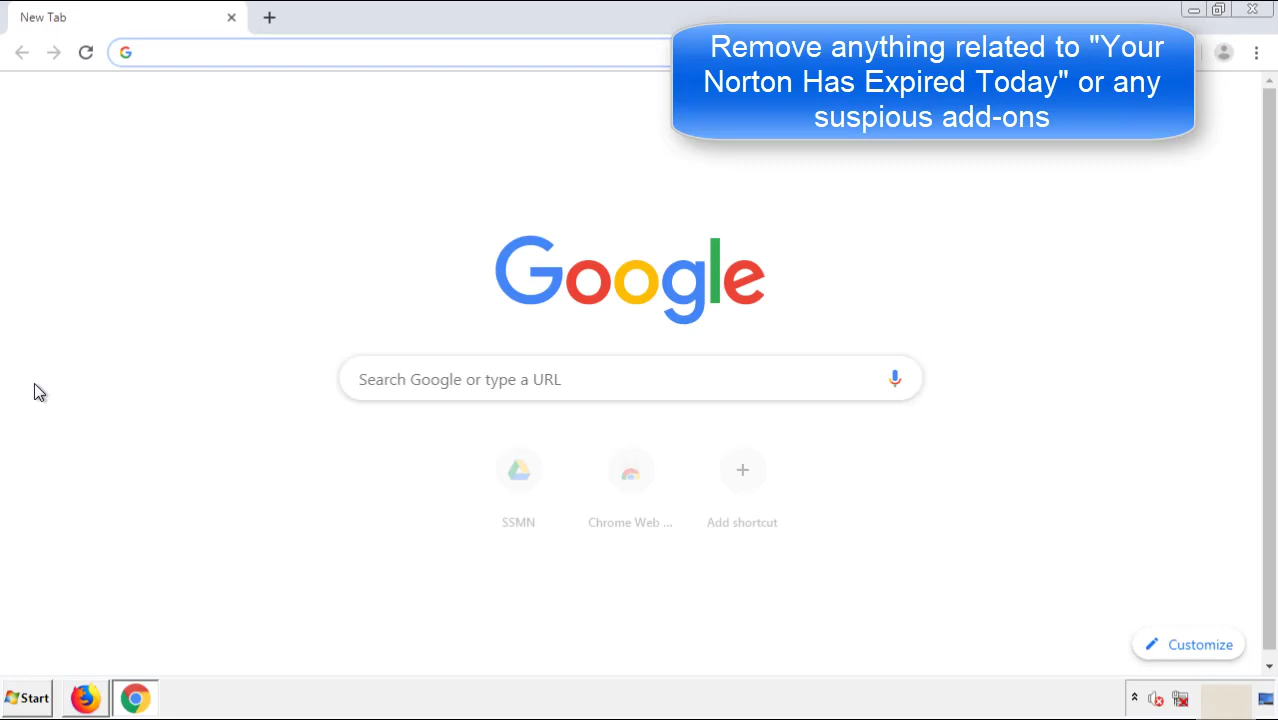 New Tab
Remove anything related to "Your
Norton Has Expired Today" or any
suspious add-ons
Google
Search Google or type a URL
SSMN
Chrome Web ...
Add shortcut
Customize
Start